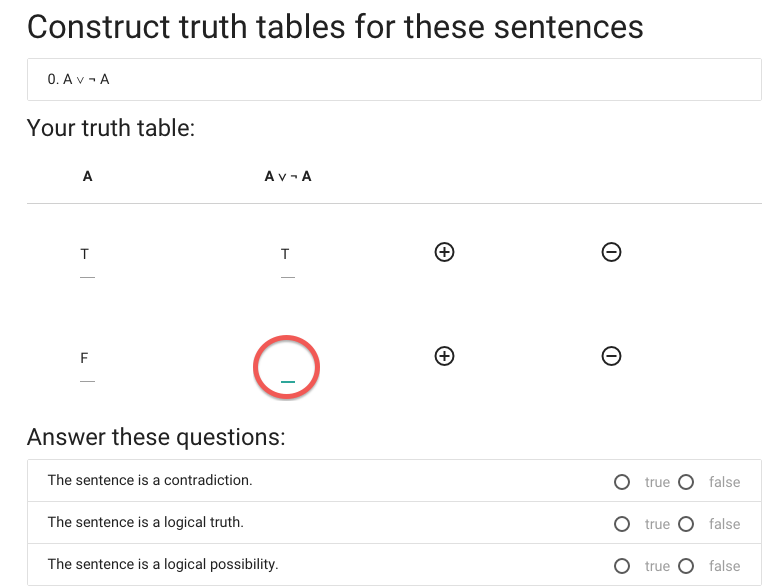 Construct truth tables for these sentences
0. A ∨ ¬ A
Your truth table:
A A ∨ ¬ A
T T
F
Answer these questions:
The sentence is a contradiction. true false
The sentence is a logical truth. true false
The sentence is a logical possibility. true false